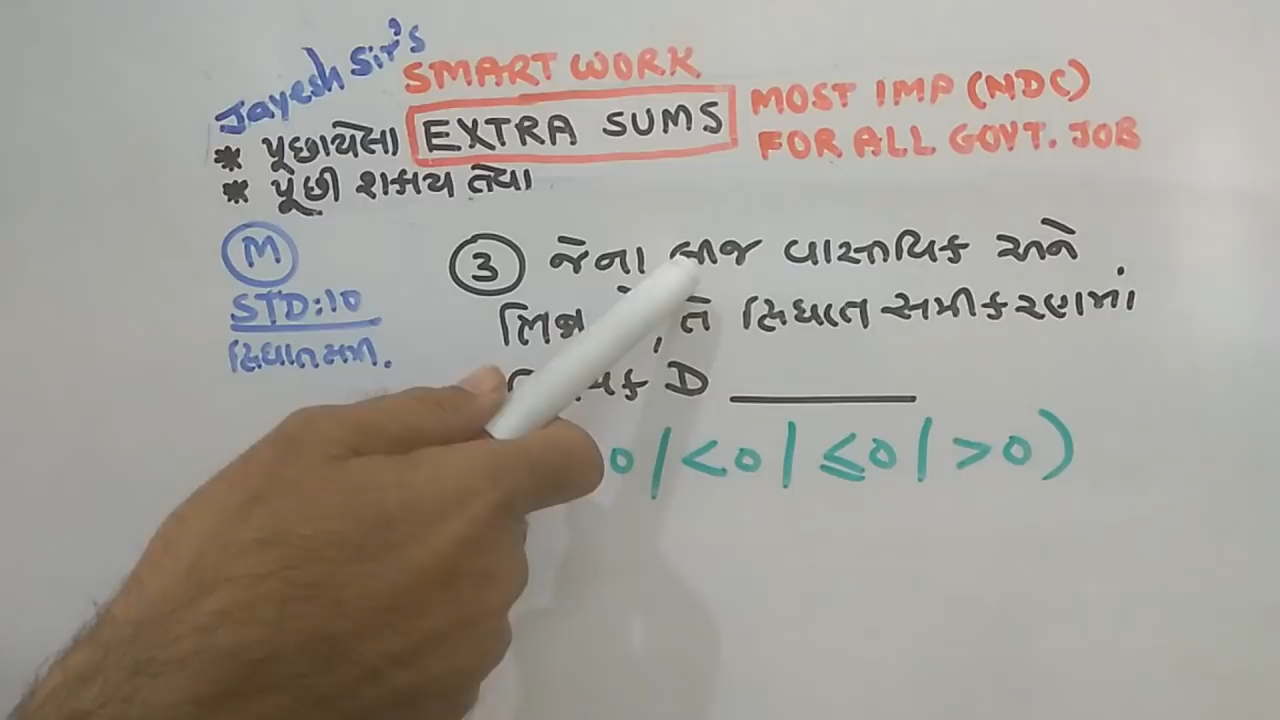 Jayesh Sir's
SMART WORK
* પૂછાયેલા EXTRA SUMS
* પૂછી શકાય તેવા
MOST IMP (NDC)
FOR ALL GOVT. JOB
M
STD:10
દ્વિઘાત સમી.
③ જેના બીજ વાસ્તવિક અને
ભિન્ન તે દ્વિઘાત સમીકરણમાં
D ______
0 | <0 | ≤0 | >0)